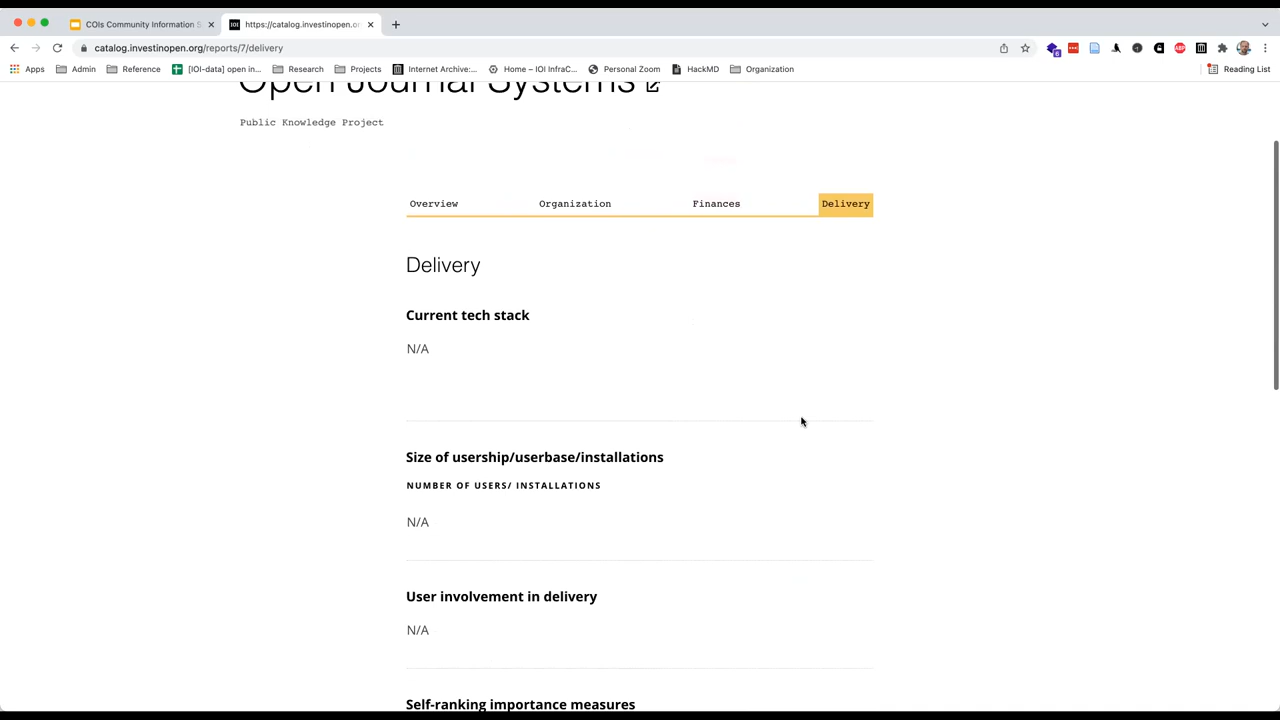 COIs Community Information S
https://catalog.investinopen.o
catalog.investinopen.org/reports/7/delivery
Apps Admin Reference [IOI-data] open in... Research Projects Internet Archive:... Home – IOI InfraC... Personal Zoom HackMD Organization Reading List
Open Journal Systems
Public Knowledge Project
Overview Organization Finances Delivery
Delivery
Current tech stack
N/A
Size of usership/userbase/installations
NUMBER OF USERS/ INSTALLATIONS
N/A
User involvement in delivery
N/A
Self-ranking importance measures